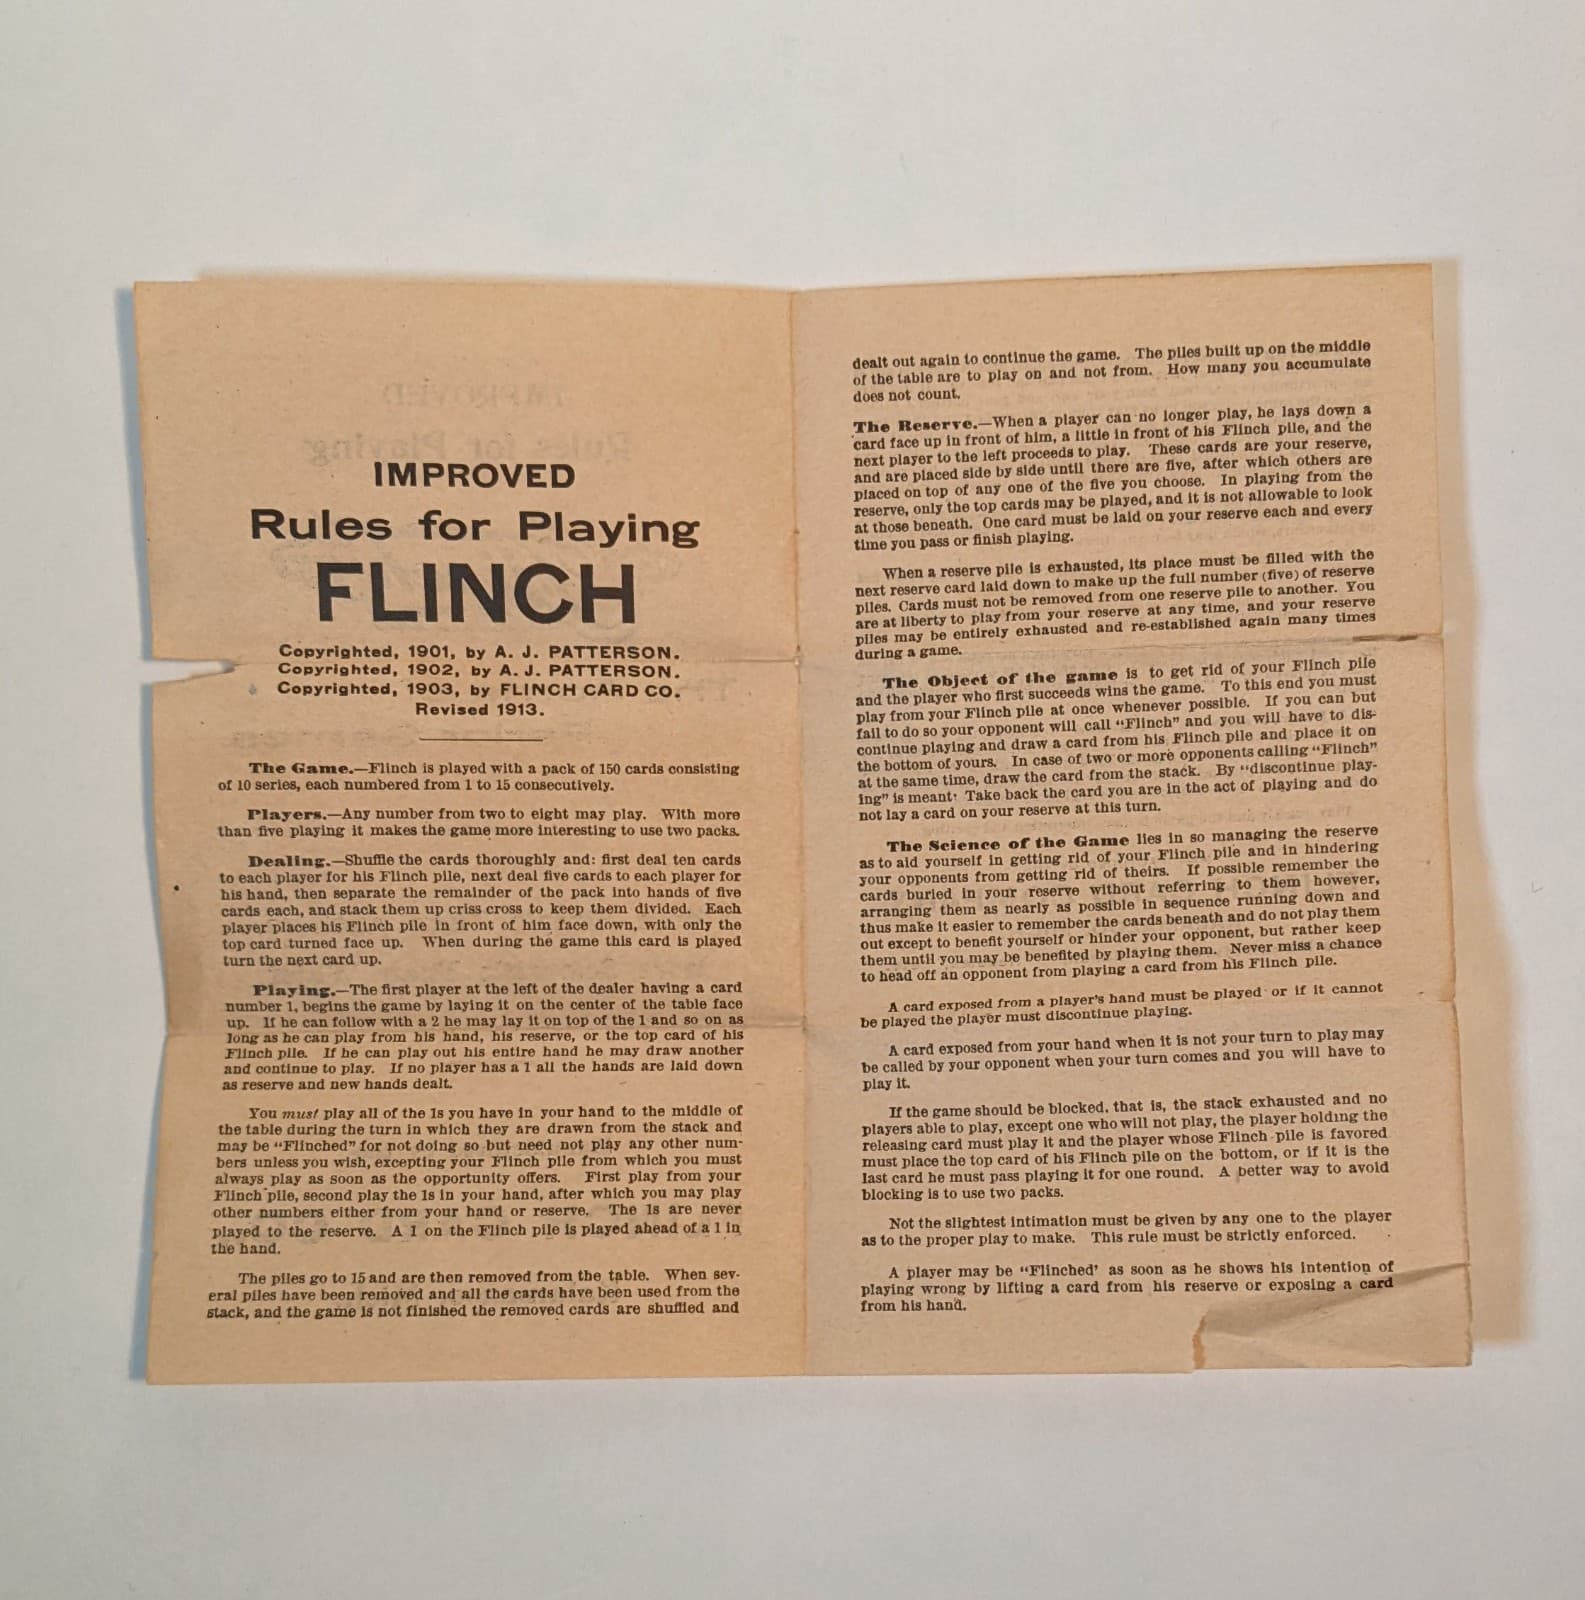 IMPROVED
Rules for Playing
FLINCH
Copyrighted, 1901, by A. J. PATTERSON.
Copyrighted, 1902, by A. J. PATTERSON.
Copyrighted, 1903, by FLINCH CARD CO.
Revised 1913.
The Game.—Flinch is played with a pack of 150 cards consisting
of 10 series, each numbered from 1 to 15 consecutively.
Players.—Any number from two to eight may play. With more
than five playing it makes the game more interesting to use two packs.
Dealing.—Shuffle the cards thoroughly and: first deal ten cards
to each player for his Flinch pile, next deal five cards to each player for
his hand, then separate the remainder of the pack into hands of five
cards each, and stack them up criss cross to keep them divided. Each
player places his Flinch pile in front of him face down, with only the
top card turned face up. When during the game this card is played
turn the next card up.
Playing.—The first player at the left of the dealer having a card
number 1, begins the game by laying it on the center of the table face
up. If he can follow with a 2 he may lay it on top of the 1 and so on as
long as he can play from his hand, his reserve, or the top card of his
Flinch pile. If he can play out his entire hand he may draw another
and continue to play. If no player has a 1 all the hands are laid down
as reserve and new hands dealt.
You must play all of the 1s you have in your hand to the middle of
the table during the turn in which they are drawn from the stack and
may be "Flinched" for not doing so but need not play any other num-
bers unless you wish, excepting your Flinch pile from which you must
always play as soon as the opportunity offers. First play from your
Flinch pile, second play the 1s in your hand, after which you may play
other numbers either from your hand or reserve. The 1s are never
played to the reserve. A 1 on the Flinch pile is played ahead of a 1 in
the hand.
The piles go to 15 and are then removed from the table. When sev-
eral piles have been removed and all the cards have been used from the
stack, and the game is not finished the removed cards are shuffled and
dealt out again to continue the game. The piles built up on the middle
of the table are to play on and not from. How many you accumulate
does not count.
The Reserve.—When a player can no longer play, he lays down a
card face up in front of him, a little in front of his Flinch pile, and the
next player to the left proceeds to play. These cards are your reserve,
and are placed side by side until there are five, after which others are
placed on top of any one of the five you choose. In playing from the
reserve, only the top cards may be played, and it is not allowable to look
at those beneath. One card must be laid on your reserve each and every
time you pass or finish playing.
When a reserve pile is exhausted, its place must be filled with the
next reserve card laid down to make up the full number (five) of reserve
piles. Cards must not be removed from one reserve pile to another. You
are at liberty to play from your reserve at any time, and your reserve
piles may be entirely exhausted and re-established again many times
during a game.
The Object of the game is to get rid of your Flinch pile
and the player who first succeeds wins the game. To this end you must
play from your Flinch pile at once whenever possible. If you can but
fail to do so your opponent will call "Flinch" and you will have to dis-
continue playing and draw a card from his Flinch pile and place it on
the bottom of yours. In case of two or more opponents calling "Flinch"
at the same time, draw the card from the stack. By "discontinue play-
ing" is meant: Take back the card you are in the act of playing and do
not lay a card on your reserve at this turn.
The Science of the Game lies in so managing the reserve
as to aid yourself in getting rid of your Flinch pile and in hindering
your opponents from getting rid of theirs. If possible remember the
cards buried in your reserve without referring to them however,
arranging them as nearly as possible in sequence running down and
thus make it easier to remember the cards beneath and do not play them
out except to benefit yourself or hinder your opponent, but rather keep
them until you may be benefited by playing them. Never miss a chance
to head off an opponent from playing a card from his Flinch pile.
A card exposed from a player's hand must be played or if it cannot
be played the player must discontinue playing.
A card exposed from your hand when it is not your turn to play may
be called by your opponent when your turn comes and you will have to
play it.
If the game should be blocked, that is, the stack exhausted and no
players able to play, except one who will not play, the player holding the
releasing card must play it and the player whose Flinch pile is favored
must place the top card of his Flinch pile on the bottom, or if it is the
last card he must pass playing it for one round. A better way to avoid
blocking is to use two packs.
Not the slightest intimation must be given by any one to the player
as to the proper play to make. This rule must be strictly enforced.
A player may be "Flinched' as soon as he shows his intention of
playing wrong by lifting a card from his reserve or exposing a card
from his hand.